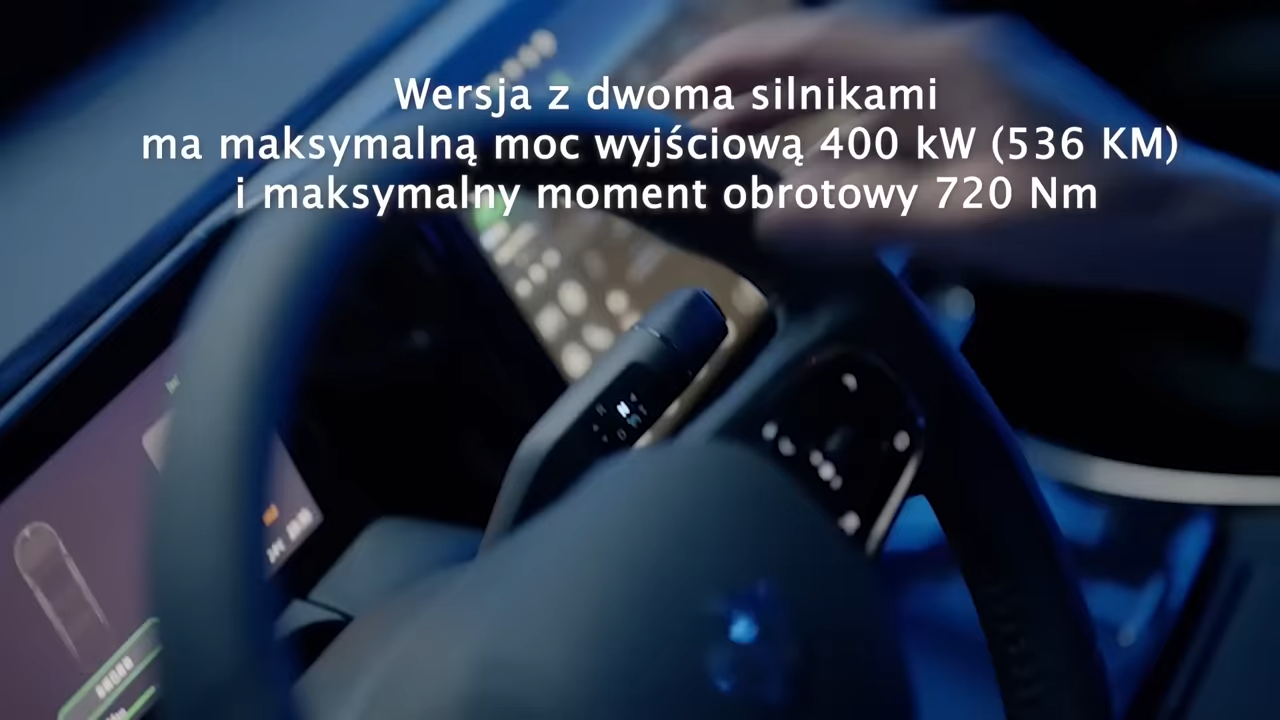 Wersja z dwoma silnikami
ma maksymalną moc wyjściową 400 kW (536 KM)
i maksymalny moment obrotowy 720 Nm